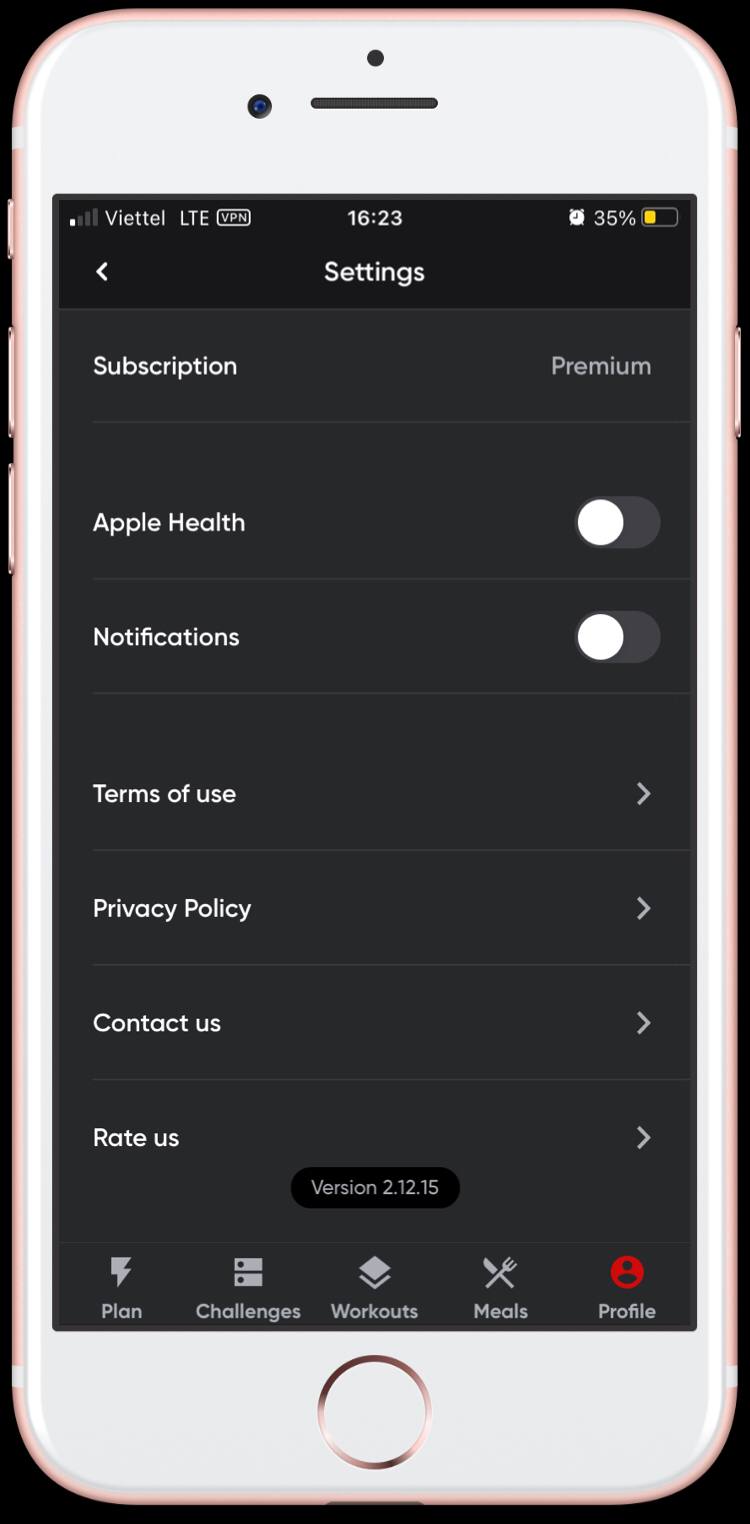 Viettel LTE VPN 16:23 35%
Settings
Subscription Premium
Apple Health
Notifications
Terms of use
Privacy Policy
Contact us
Rate us
Version 2.12.15
Plan Challenges Workouts Meals Profile